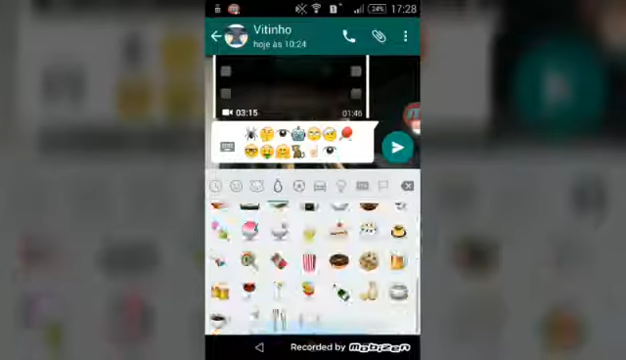 24% 17:28
Vitinho
hoje às 10:24
03:15 01:46
Recorded by mobizen